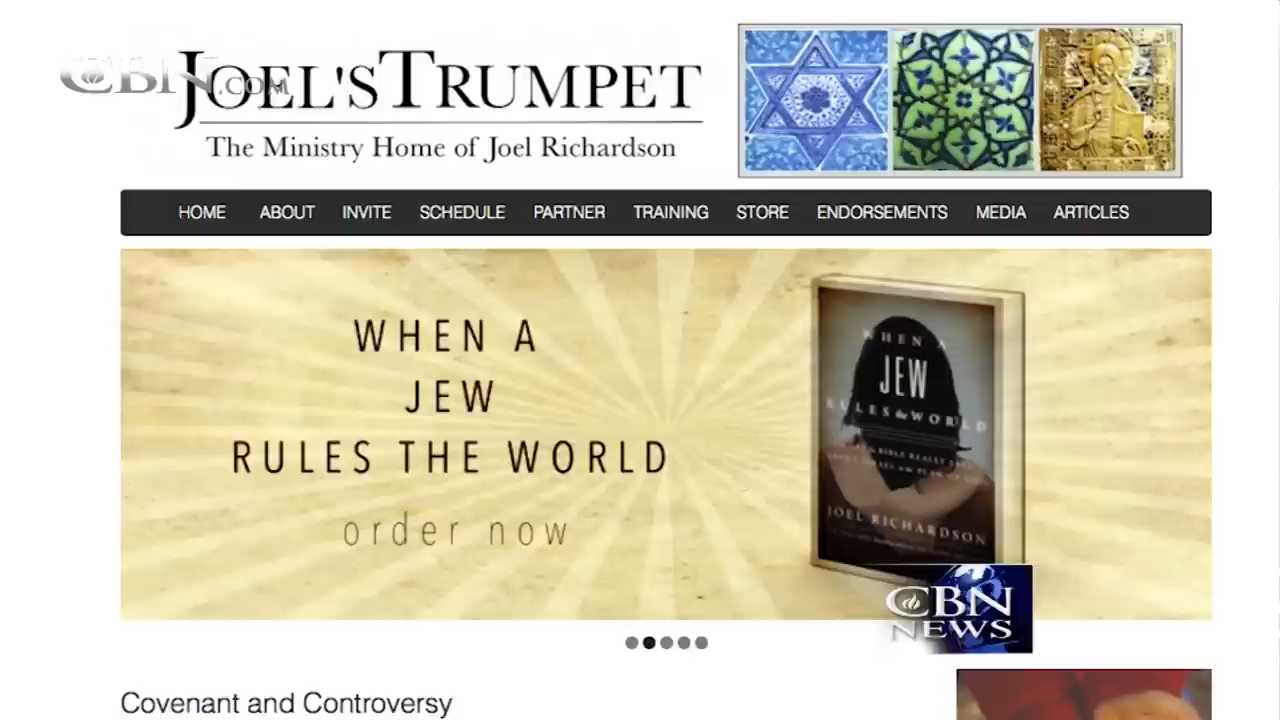 CBN.COM
JOEL'S TRUMPET
The Ministry Home of Joel Richardson
HOME ABOUT INVITE SCHEDULE PARTNER TRAINING STORE ENDORSEMENTS MEDIA ARTICLES
WHEN A
JEW
RULES THE WORLD
order now
WHEN A
JEW
RULES the WORLD
JOEL RICHARDSON
CBN
NEWS
Covenant and Controversy